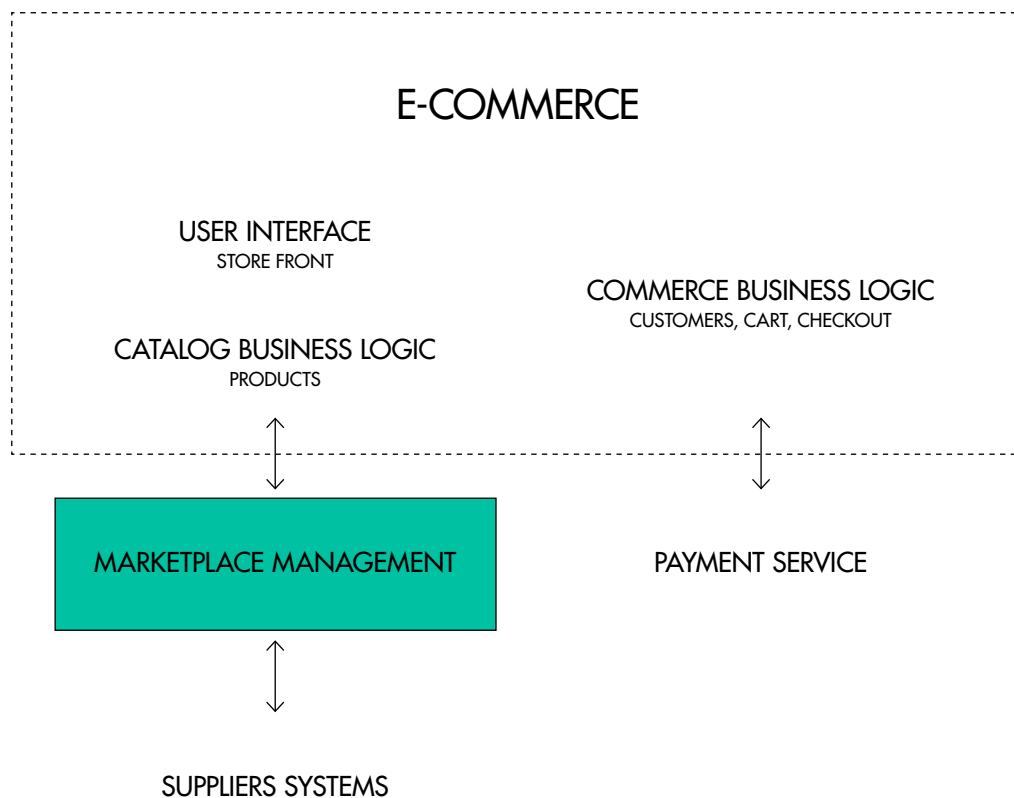 E-COMMERCE
USER INTERFACE
STORE FRONT
COMMERCE BUSINESS LOGIC
CUSTOMERS, CART, CHECKOUT
CATALOG BUSINESS LOGIC
PRODUCTS
MARKETPLACE MANAGEMENT
PAYMENT SERVICE
SUPPLIERS SYSTEMS